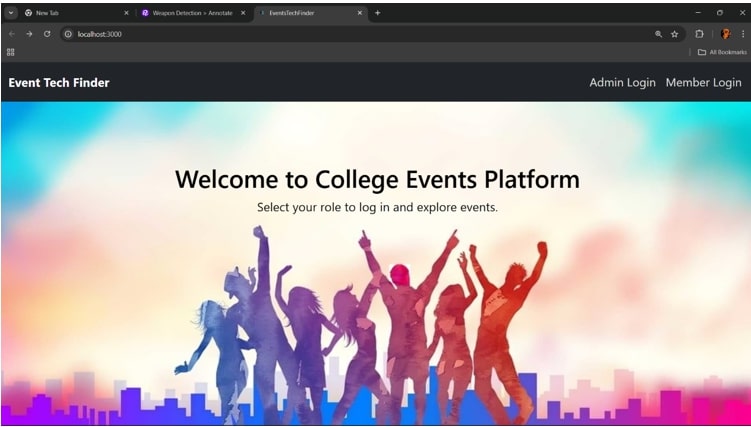 New Tab
Weapon Detection > Annotate
EventsTechFinder
localhost:3000
All Bookmarks
Event Tech Finder
Admin Login
Member Login
Welcome to College Events Platform
Select your role to log in and explore events.